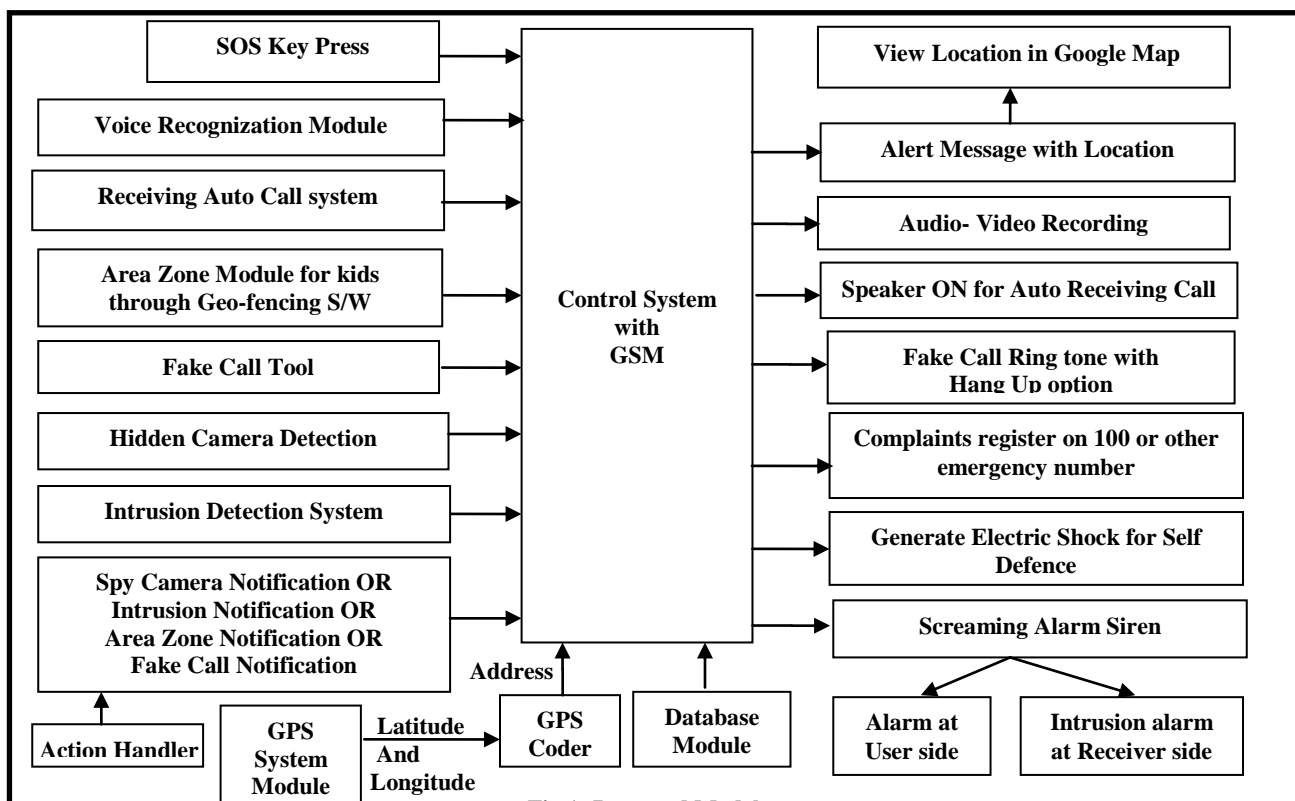 SOS Key Press
Voice Recognization Module
Receiving Auto Call system
Area Zone Module for kids
through Geo-fencing S/W
Fake Call Tool
Hidden Camera Detection
Intrusion Detection System
Spy Camera Notification OR
Intrusion Notification OR
Area Zone Notification OR
Fake Call Notification
Action Handler
GPS
System
Module
Latitude
And
Longitude
Address
GPS
Coder
Database
Module
Control System
with
GSM
View Location in Google Map
Alert Message with Location
Audio- Video Recording
Speaker ON for Auto Receiving Call
Fake Call Ring tone with
Hang Up option
Complaints register on 100 or other
emergency number
Generate Electric Shock for Self
Defence
Screaming Alarm Siren
Alarm at
User side
Intrusion alarm
at Receiver side